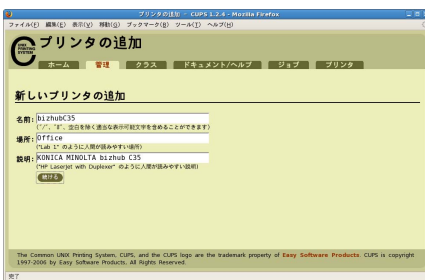 プリンタの追加 - CUPS 1.2.4 - Mozilla Firefox
ファイル(F) 編集(E) 表示(V) 移動(G) ブックマーク(B) ツール(T) ヘルプ(H)
UNIX PRINTING SYSTEM
プリンタの追加
ホーム 管理 クラス ドキュメント/ヘルプ ジョブ プリンタ
新しいプリンタの追加
名前: bizhubC35
("/"、"#"、空白を除く適当な表示可能文字を含めることができます)
場所: Office
("Lab 1" のように人間が読みやすい場所)
説明: KONICA MINOLTA bizhub C35
("HP LaserJet with Duplexer" のように人間が読みやすい説明)
続ける
The Common UNIX Printing System, CUPS, and the CUPS logo are the trademark property of Easy Software Products. CUPS is copyright
1997-2006 by Easy Software Products, All Rights Reserved.
完了